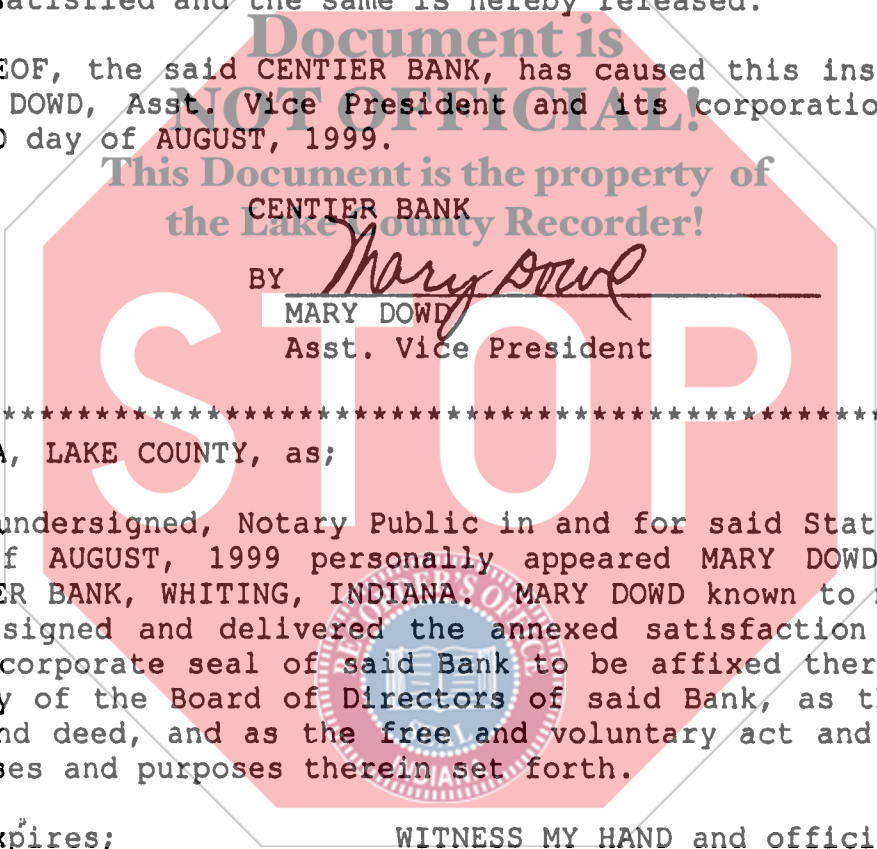 satisfied and the same is hereby released.
Document is
EOF, the said CENTIER BANK, has caused this ins
DOWD, Asst. Vice President and its corporatio
NOT OFFICIAL!
day of AUGUST, 1999.
This Document is the property of
CENTIER BANK
the Lake County Recorder!
BY Mary Dowd
MARY DOWD
Asst. Vice President
STOP
************************************************
A, LAKE COUNTY, as;
undersigned, Notary Public in and for said Stat
f AUGUST, 1999 personally appeared MARY DOWD
ER BANK, WHITING, INDIANA. MARY DOWD known to
signed and delivered the annexed satisfaction
corporate seal of said Bank to be affixed ther
y of the Board of Directors of said Bank, as t
nd deed, and as the free and voluntary act and
ses and purposes therein set forth.
RECORDER'S OFFICE
SEAL
INDIANA
xpires; WITNESS MY HAND and offici